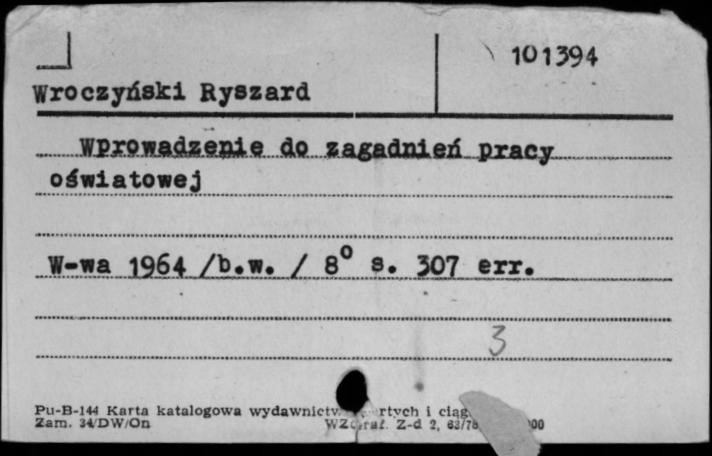 101394
Wroczyński Ryszard
Wprowadzenie do zagadnień pracy
oświatowej
W-wa 1964 /b.w. / 8° s. 307 err.
3
Pu-B-144 Karta katalogowa wydawnictw i
Zam. 34/DW/On Z-d 2,